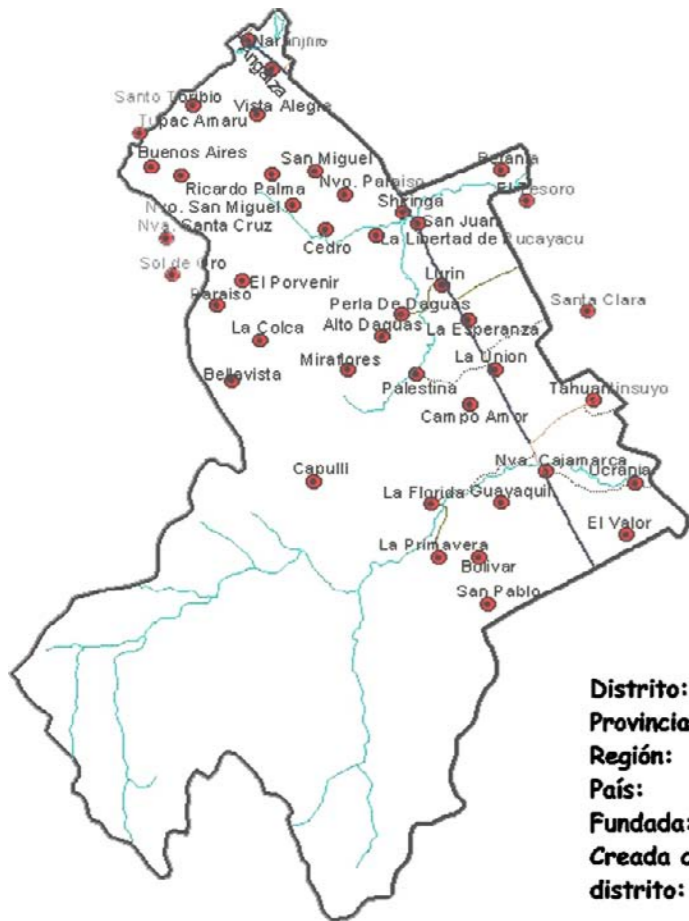 Naranjillo
Angaiza
Santo Toribio
Vista Alegre
Tupac Amaru
Buenos Aires
San Miguel
Betania
Ricardo Palma
Nvo. Paraiso
El Tesoro
Nvo. San Miguel
Shiringa
Nva. Santa Cruz
San Juan
Cedro
La Libertad de Pucayacu
Sol de Oro
El Porvenir
Lurin
Paraiso
Perla De Daguas
Santa Clara
La Colca
Alto Daguas
La Esperanza
Miraflores
La Union
Bellavista
Palestina
Tahuantinsuyo
Campo Amor
Capulli
Nva. Cajamarca
Ucrania
La Florida
Guayaquil
El Valor
La Primavera
Bolivar
San Pablo
Distrito:
Provincia
Región:
País:
Fundada:
Creada
distrito: